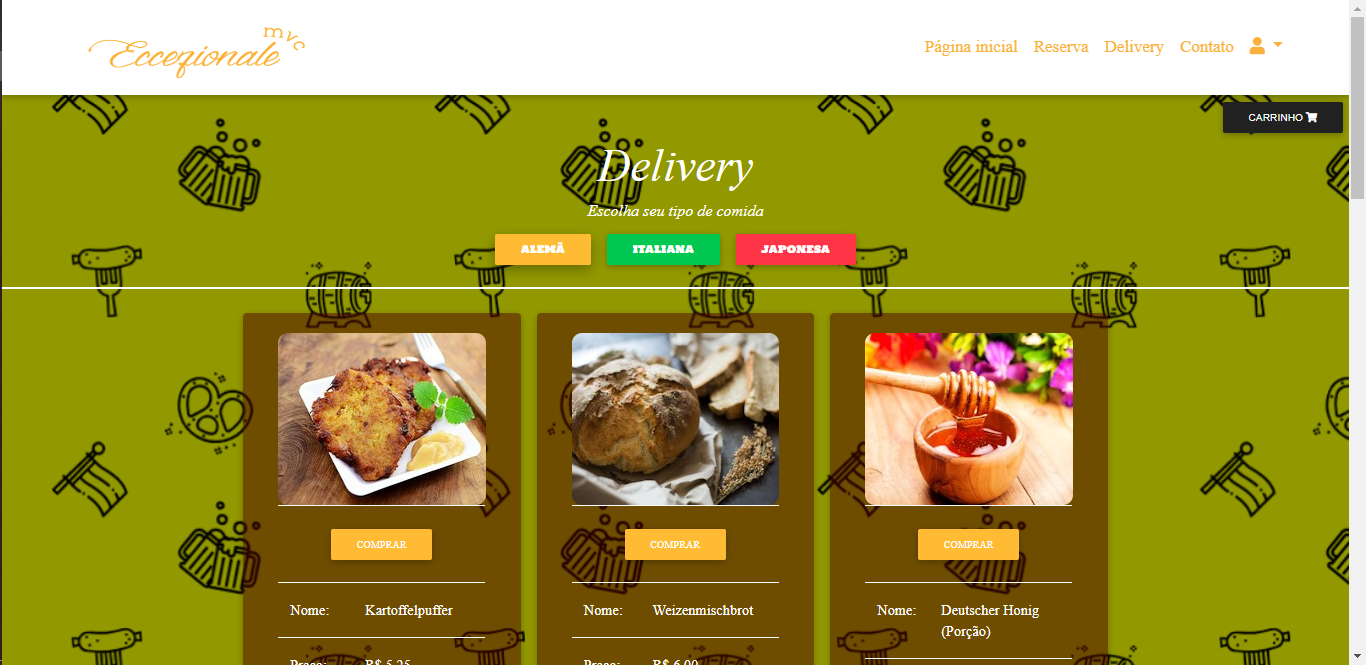 Eccezionale mvc
Página inicial Reserva Delivery Contato
CARRINHO
Delivery
Escolha seu tipo de comida
ALEMÃ ITALIANA JAPONESA
COMPRAR COMPRAR COMPRAR
Nome: Kartoffelpuffer
Nome: Weizenmischbrot
Nome: Deutscher Honig
(Porção)
Preço: R$ 5,25
Preço: R$ 6,00